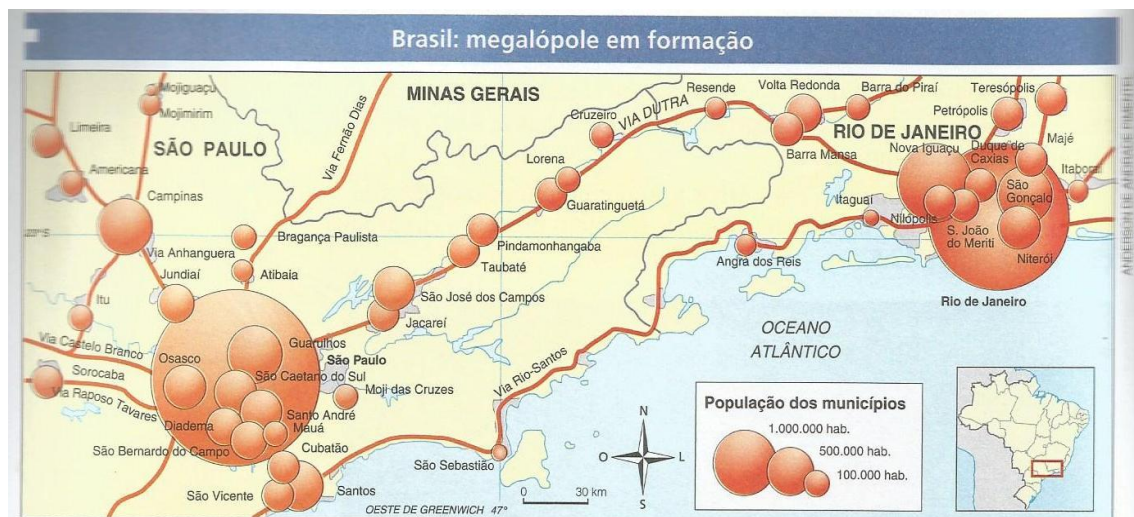 Brasil: megalópole em formação
MINAS GERAIS
SÃO PAULO
RIO DE JANEIRO
Mojiguaçu
Mojimirim
Limeira
Americana
Campinas
Via Fernão Dias
Via Anhanguera
Bragança Paulista
Jundiaí
Atibaia
Itu
Via Castelo Branco
Sorocaba
Via Raposo Tavares
Osasco
Guarulhos
São Paulo
São Caetano do Sul
Moji das Cruzes
Santo André
Diadema
Mauá
São Bernardo do Campo
Cubatão
São Vicente
Santos
Jacareí
São José dos Campos
Taubaté
Pindamonhangaba
Guaratinguetá
Lorena
Cruzeiro
VIA DUTRA
Resende
Volta Redonda
Barra do Piraí
Barra Mansa
Teresópolis
Petrópolis
Majé
Nova Iguaçu
Duque de
Caxias
Itaboraí
São
Gonçalo
Itaguaí
Nilópolis
S. João
do Meriti
Niterói
Rio de Janeiro
Angra dos Reis
Via Rio-Santos
São Sebastião
OCEANO
ATLÂNTICO
N
O
L
S
0
30 km
OESTE DE GREENWICH 47°
População dos municípios
1.000.000 hab.
500.000 hab.
100.000 hab.